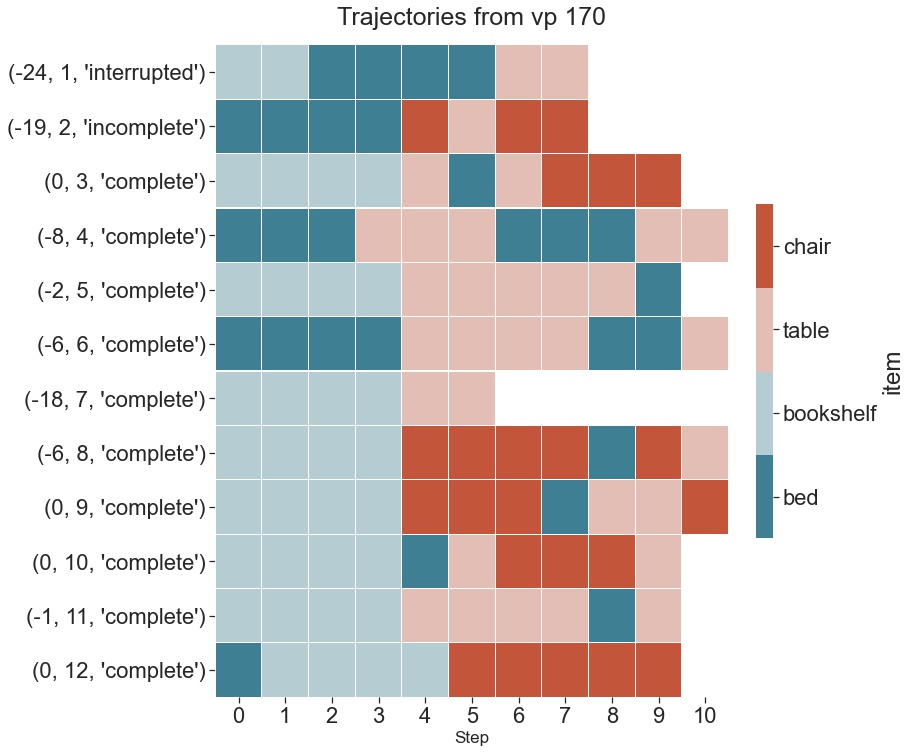 Trajectories from vp 170
(-24, 1, 'interrupted')
(-19, 2, 'incomplete')
(0, 3, 'complete')
(-8, 4, 'complete')
(-2, 5, 'complete')
(-6, 6, 'complete')
(-18, 7, 'complete')
(-6, 8, 'complete')
(0, 9, 'complete')
(0, 10, 'complete')
(-1, 11, 'complete')
(0, 12, 'complete')
0 1 2 3 4 5 6 7 8 9 10
Step
chair
table
bookshelf
bed
item